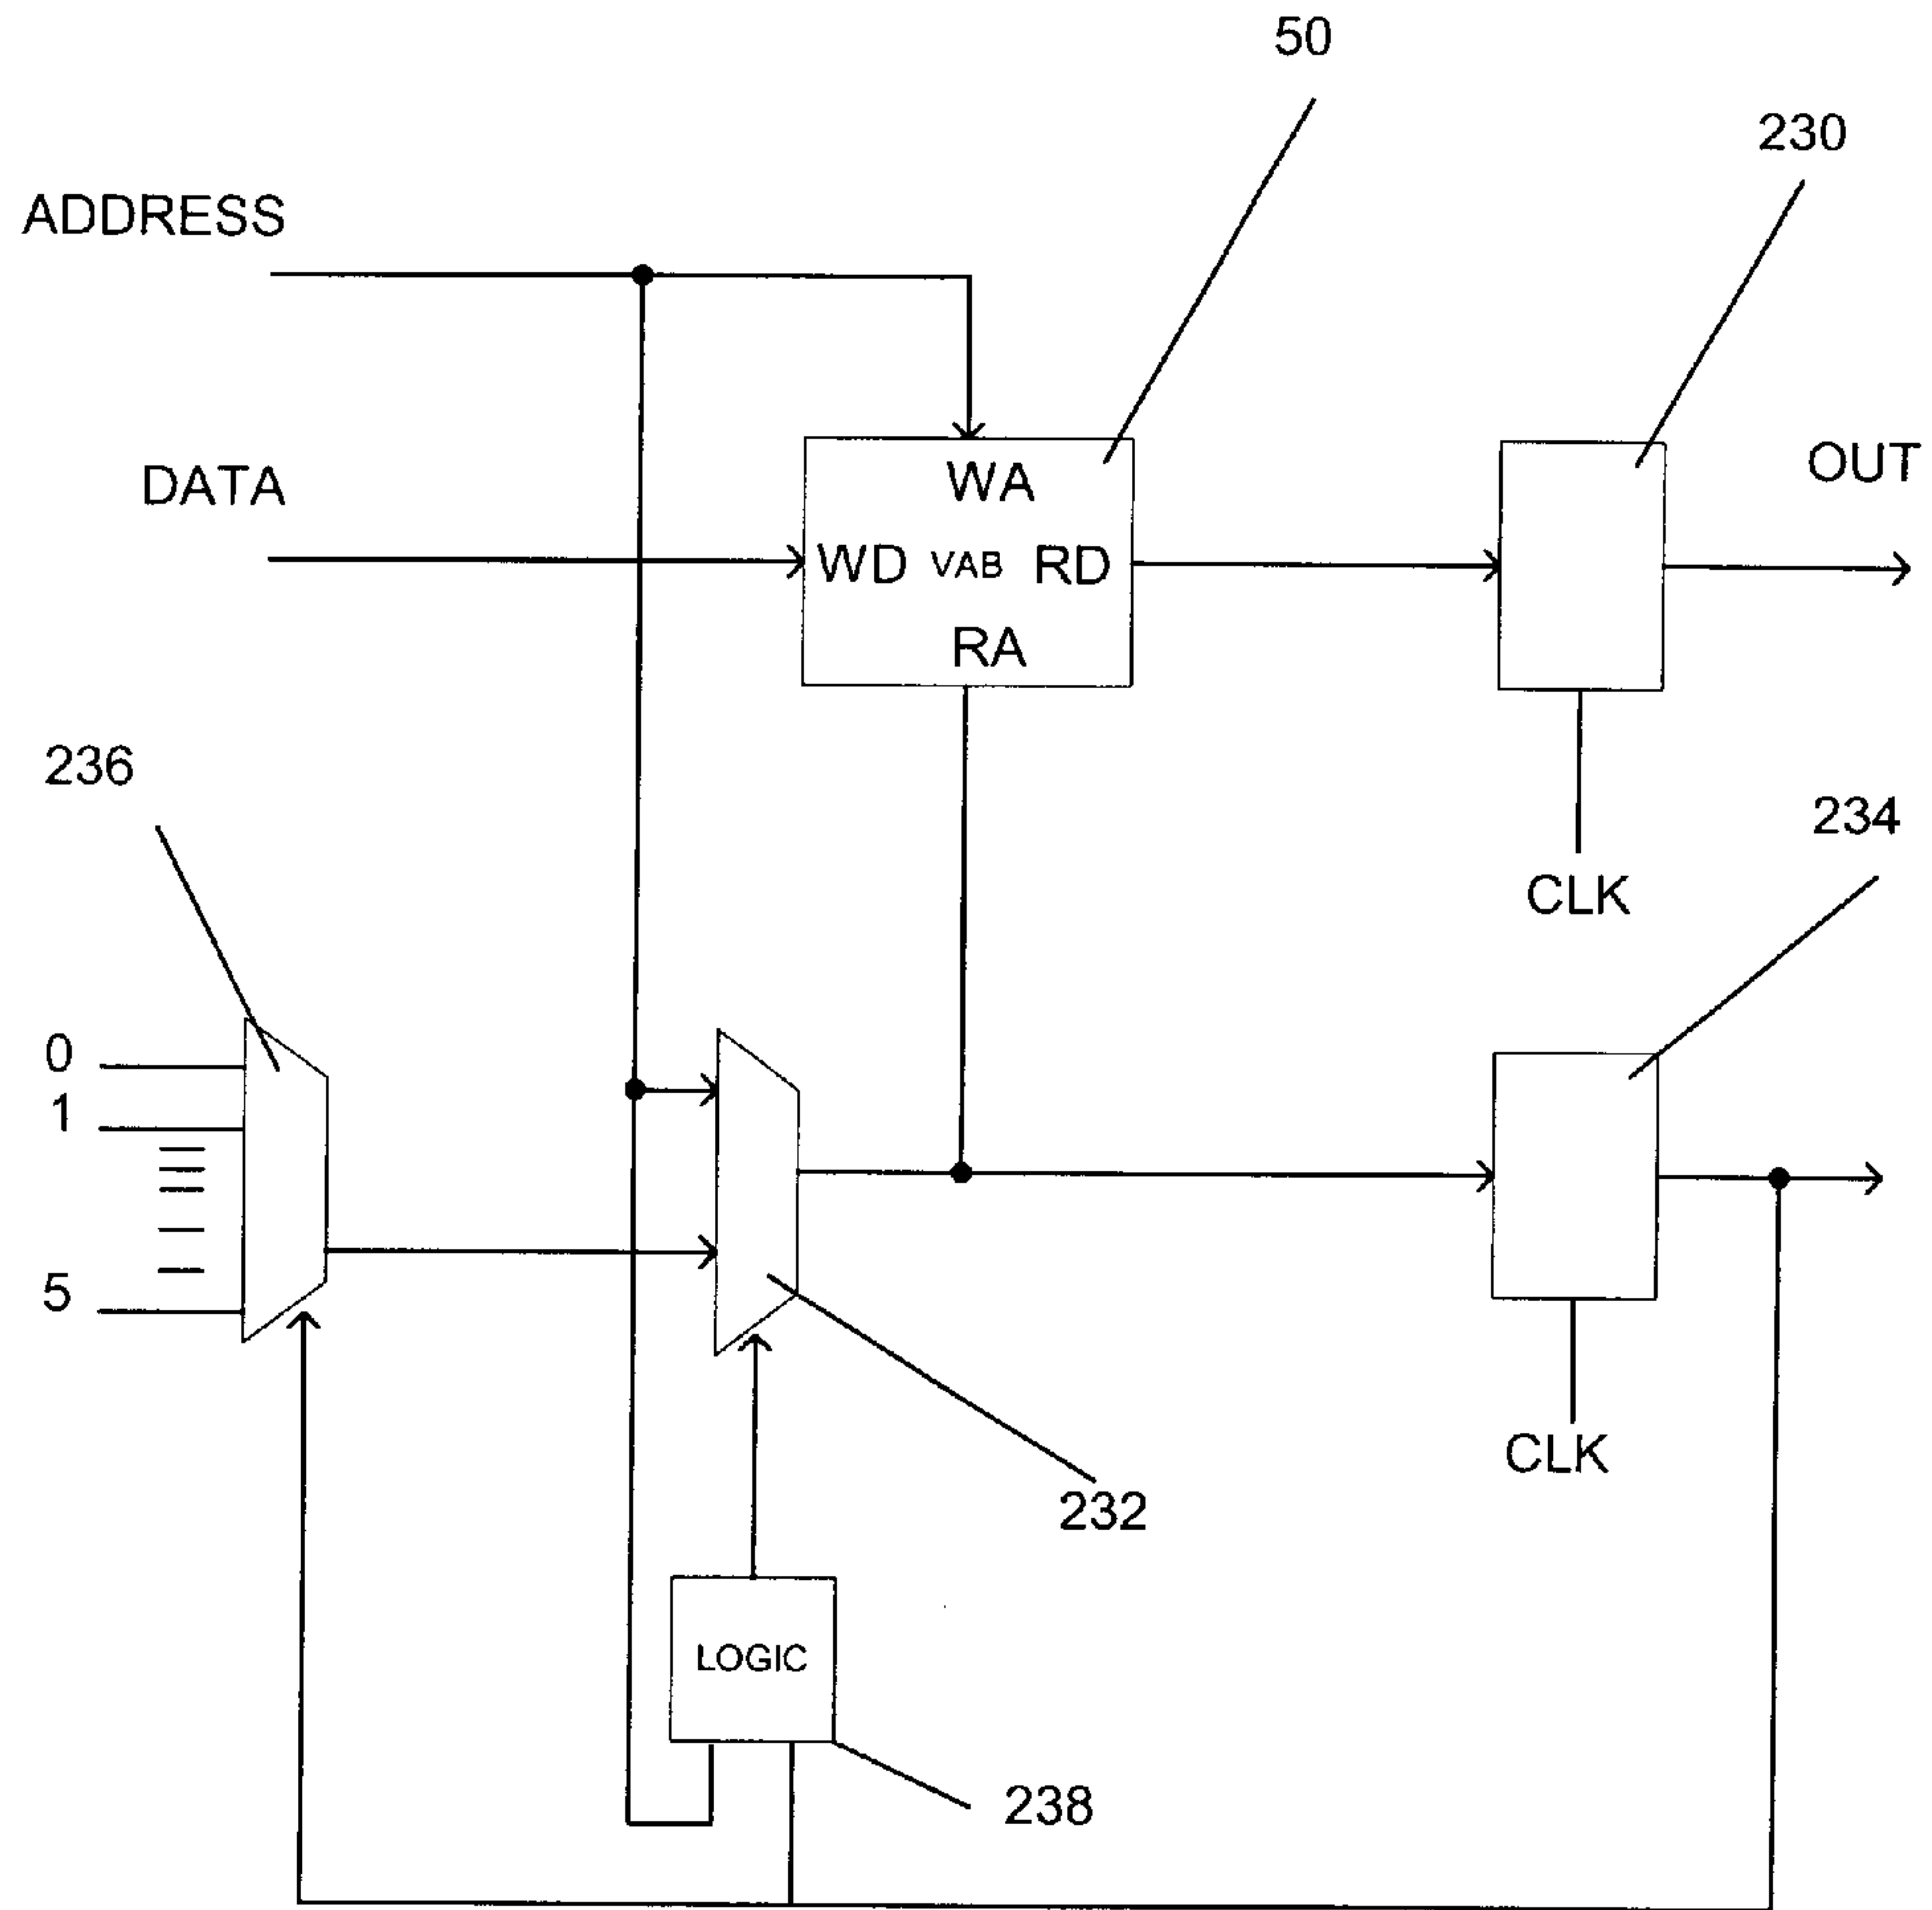 50
230
ADDRESS
DATA
WA
OUT
WD VAB RD
RA
236
234
CLK
0
1
5
CLK
232
LOGIC
238